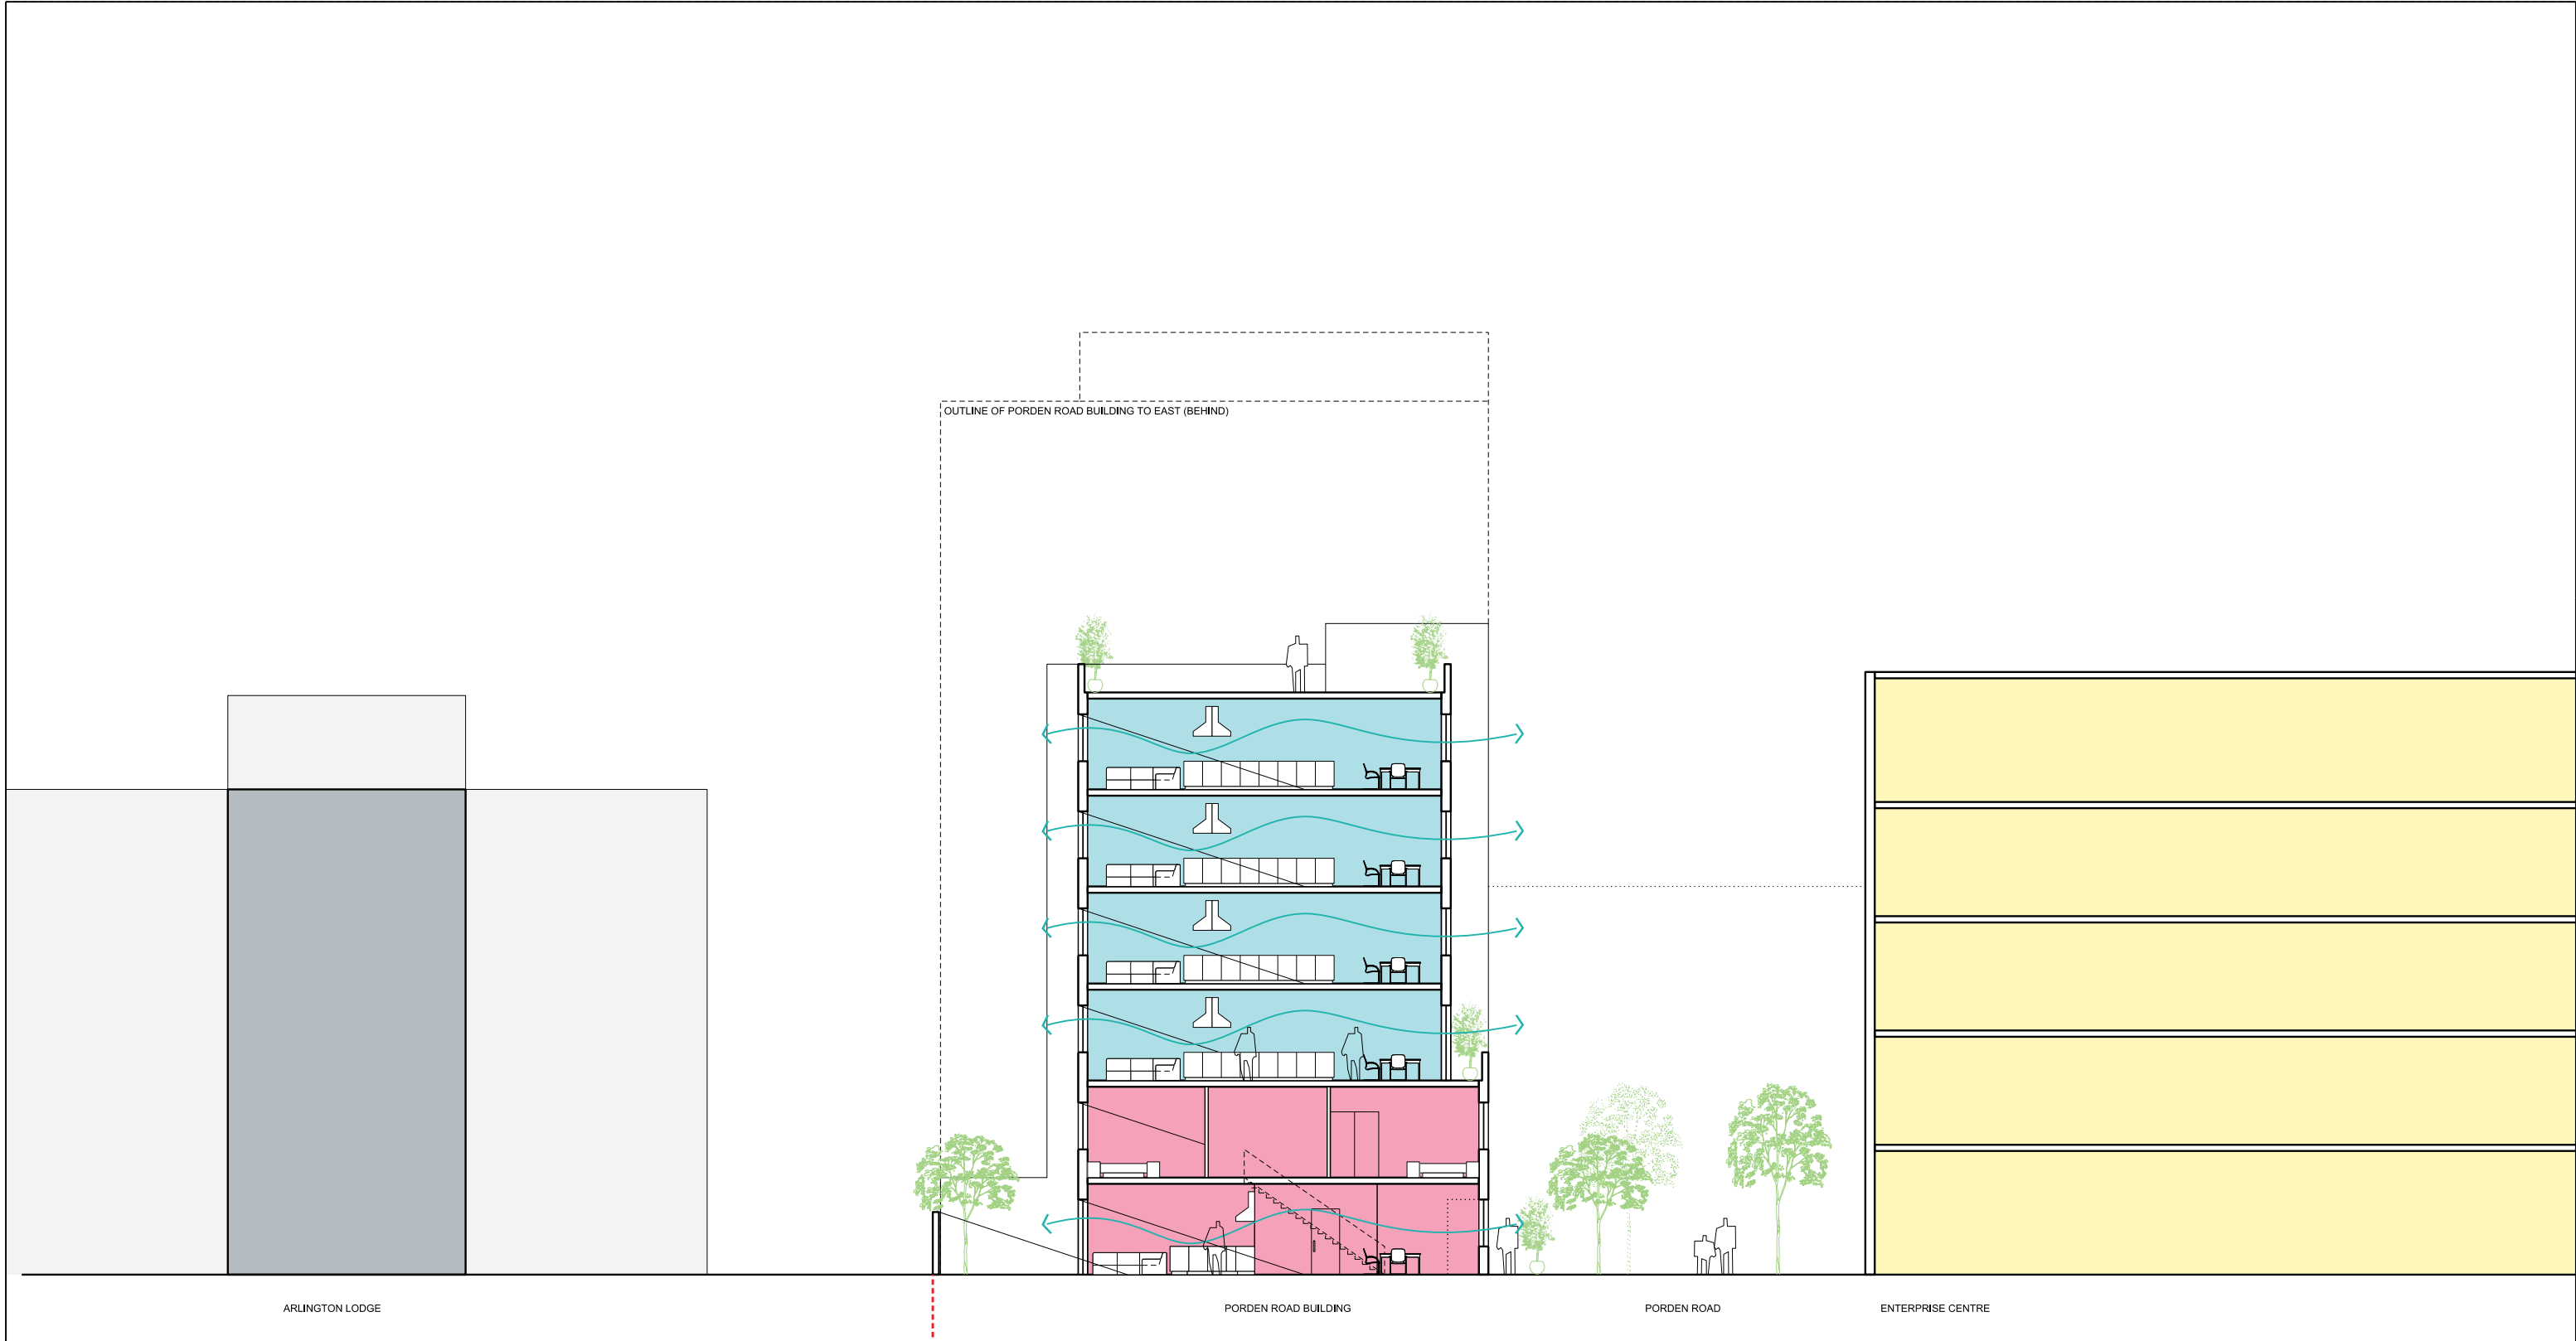 OUTLINE OF PORDEN ROAD BUILDING TO EAST (BEHIND)
ARLINGTON LODGE
PORDEN ROAD BUILDING
PORDEN ROAD
ENTERPRISE CENTRE